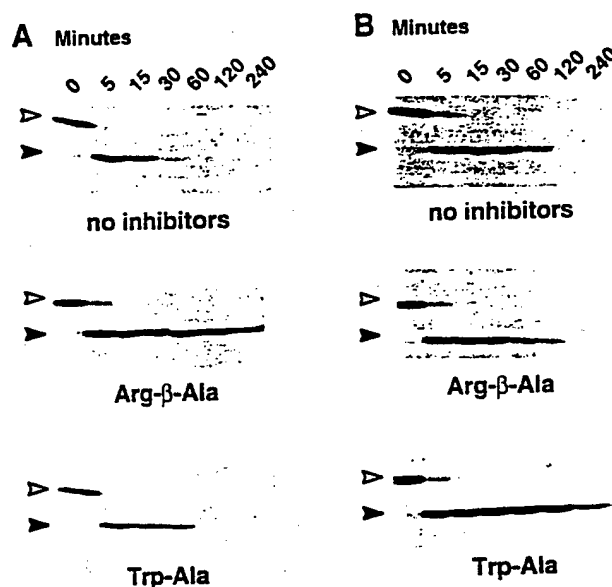 A Minutes
0 5 15 30 60 120 240
no inhibitors
Arg-β-Ala
Trp-Ala
B Minutes
0 5 15 30 60 120 240
no inhibitors
Arg-β-Ala
Trp-Ala